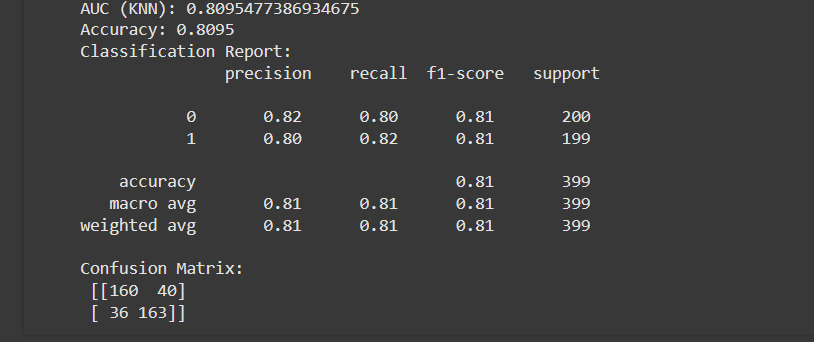 AUC (KNN): 0.8095477386934675
Accuracy: 0.8095
Classification Report:
precision recall f1-score support
0 0.82 0.80 0.81 200
1 0.80 0.82 0.81 199
accuracy 0.81 399
macro avg 0.81 0.81 0.81 399
weighted avg 0.81 0.81 0.81 399
Confusion Matrix:
[[160 40]
[ 36 163]]